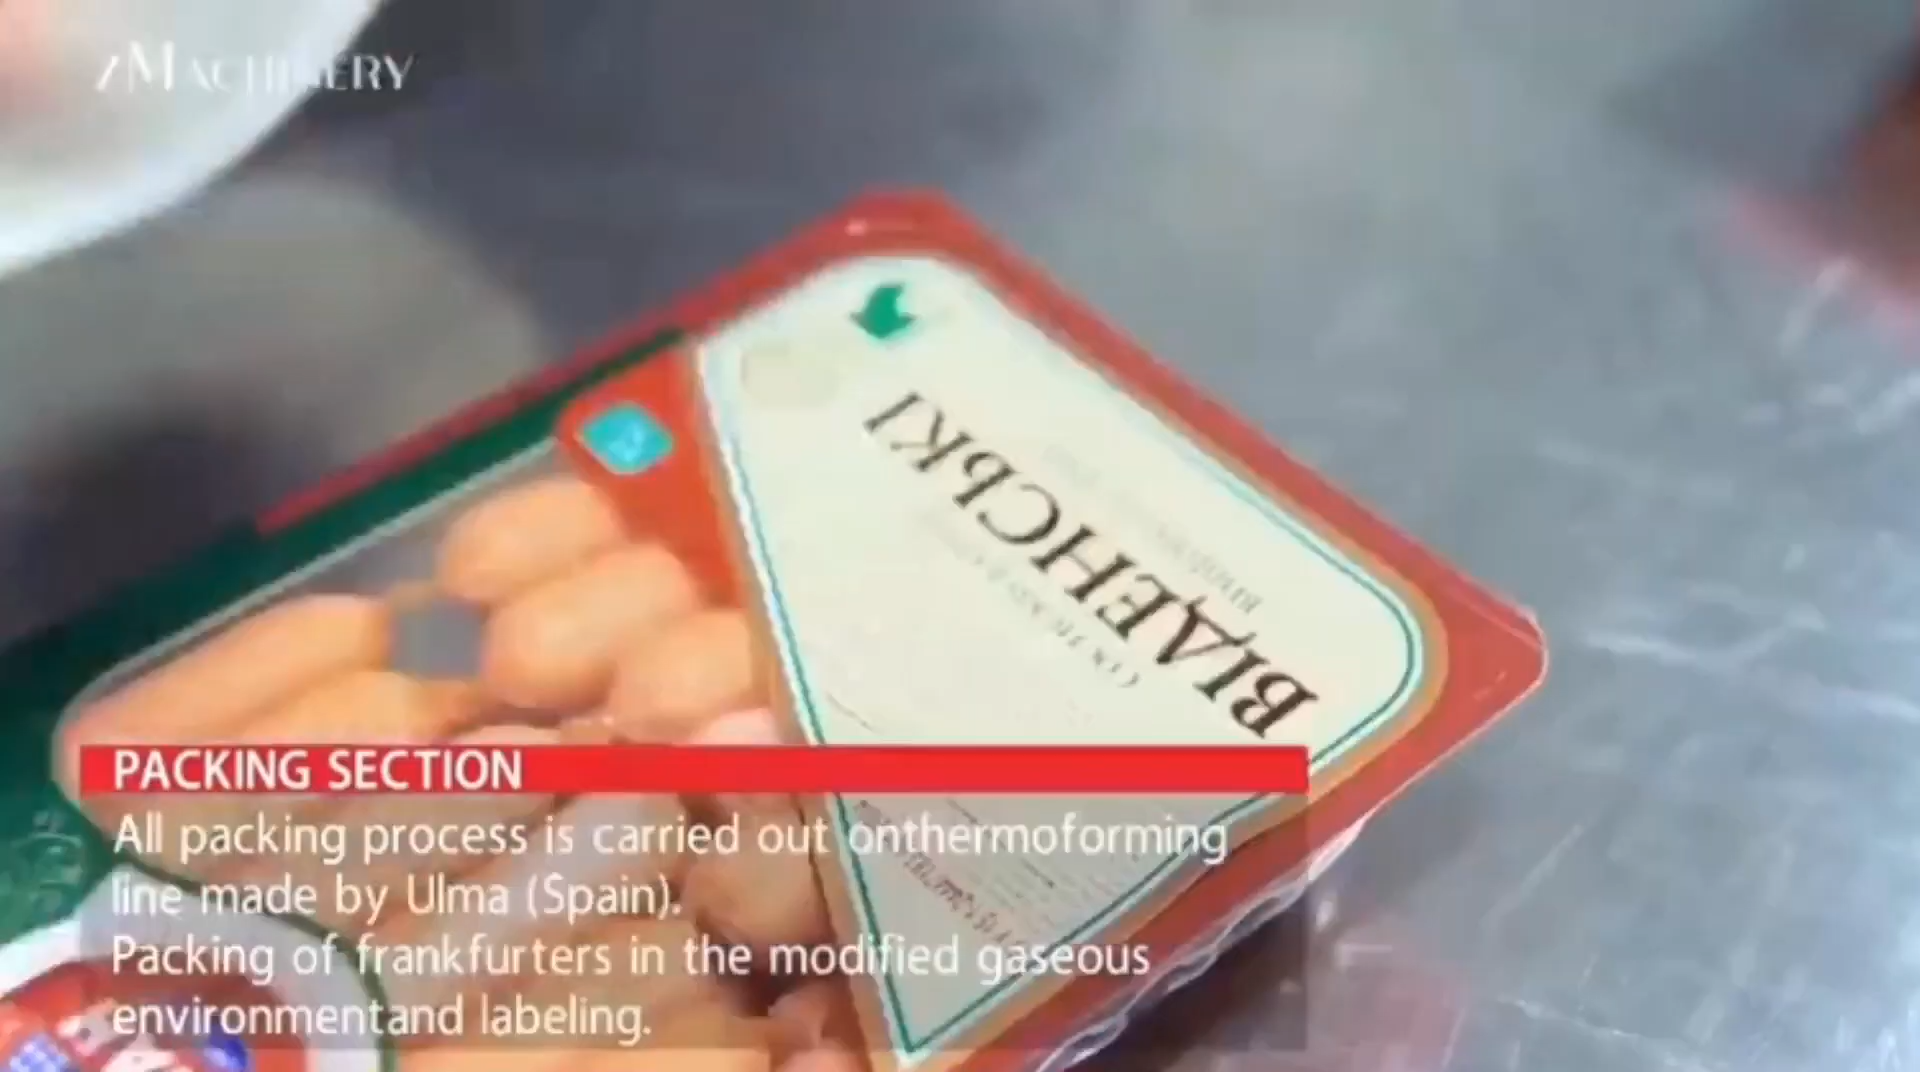 zMachinery
ВІДЕНСЬКІ
PACKING SECTION
All packing process is carried out onthermoforming
line made by Ulma (Spain).
Packing of frankfurters in the modified gaseous
environmentand labeling.